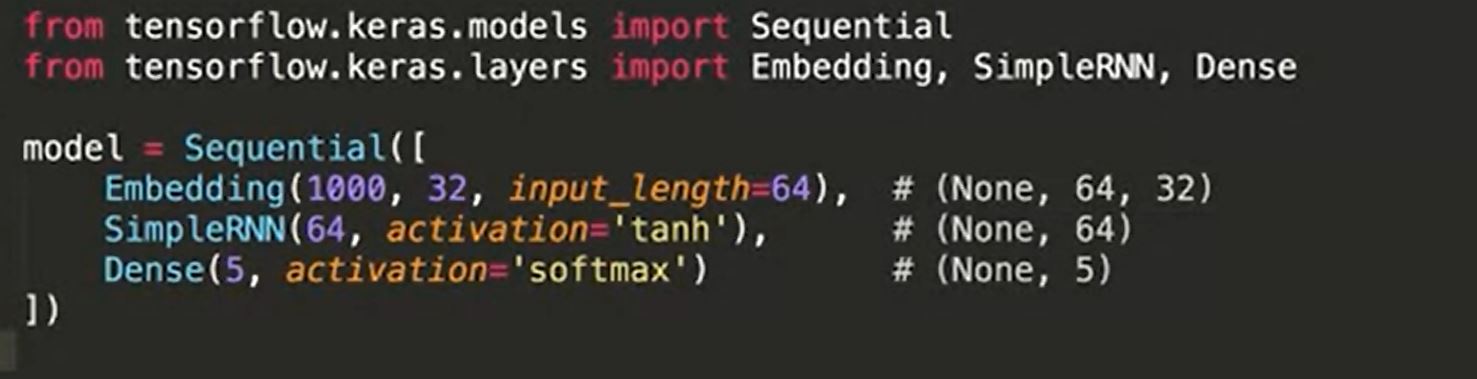 from tensorflow.keras.models import Sequential
from tensorflow.keras.layers import Embedding, SimpleRNN, Dense
model = Sequential([
    Embedding(1000, 32, input_length=64),  # (None, 64, 32)
    SimpleRNN(64, activation='tanh'),      # (None, 64)
    Dense(5, activation='softmax')         # (None, 5)
])